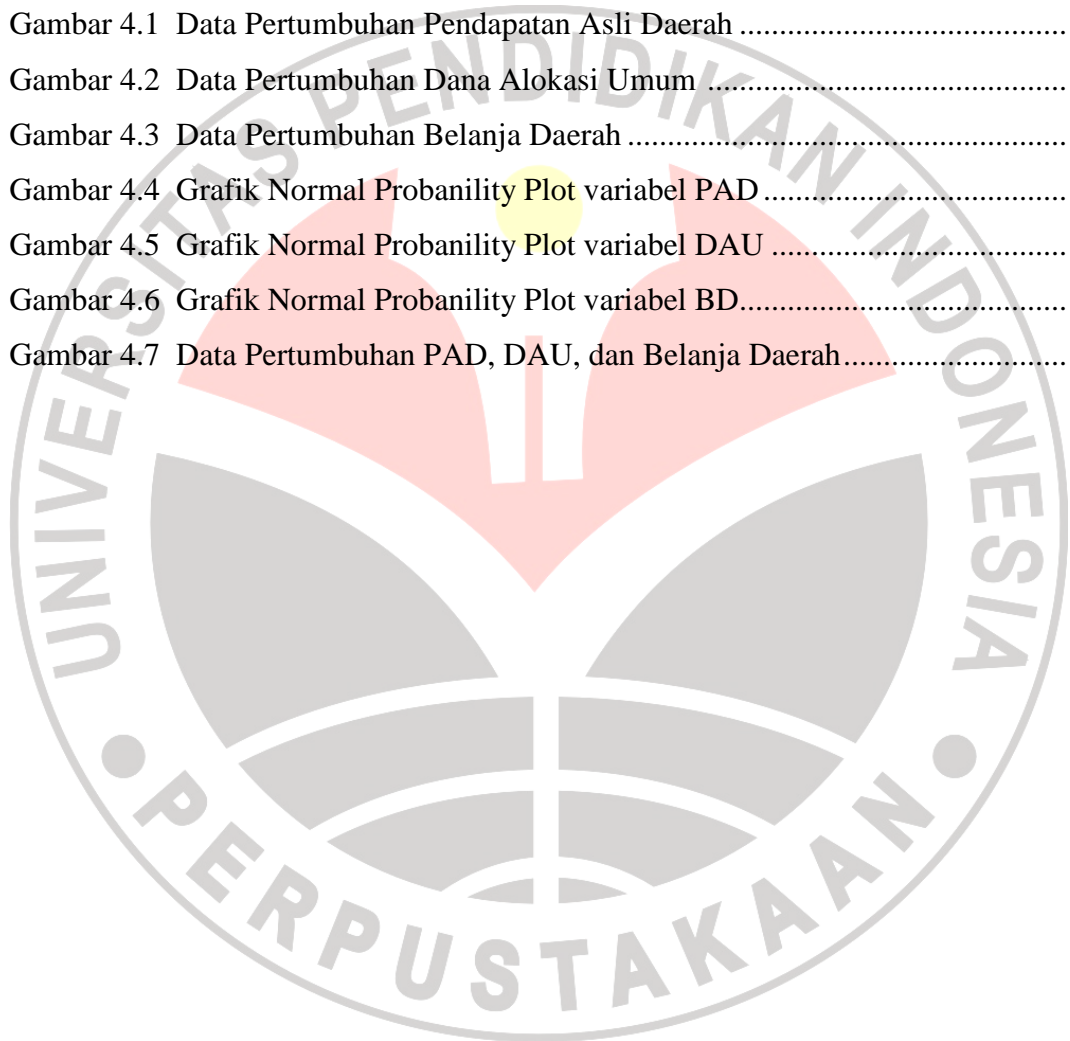 Gambar 4.1 Data Pertumbuhan Pendapatan Asli Daerah ......................................
Gambar 4.2 Data Pertumbuhan Dana Alokasi Umum ..........................................
Gambar 4.3 Data Pertumbuhan Belanja Daerah ...................................................
Gambar 4.4 Grafik Normal Probanility Plot variabel PAD ...................................
Gambar 4.5 Grafik Normal Probanility Plot variabel DAU ..................................
Gambar 4.6 Grafik Normal Probanility Plot variabel BD......................................
Gambar 4.7 Data Pertumbuhan PAD, DAU, dan Belanja Daerah..........................
UNIVERSITAS PENDIDIKAN INDONESIA
PERPUSTAKAAN